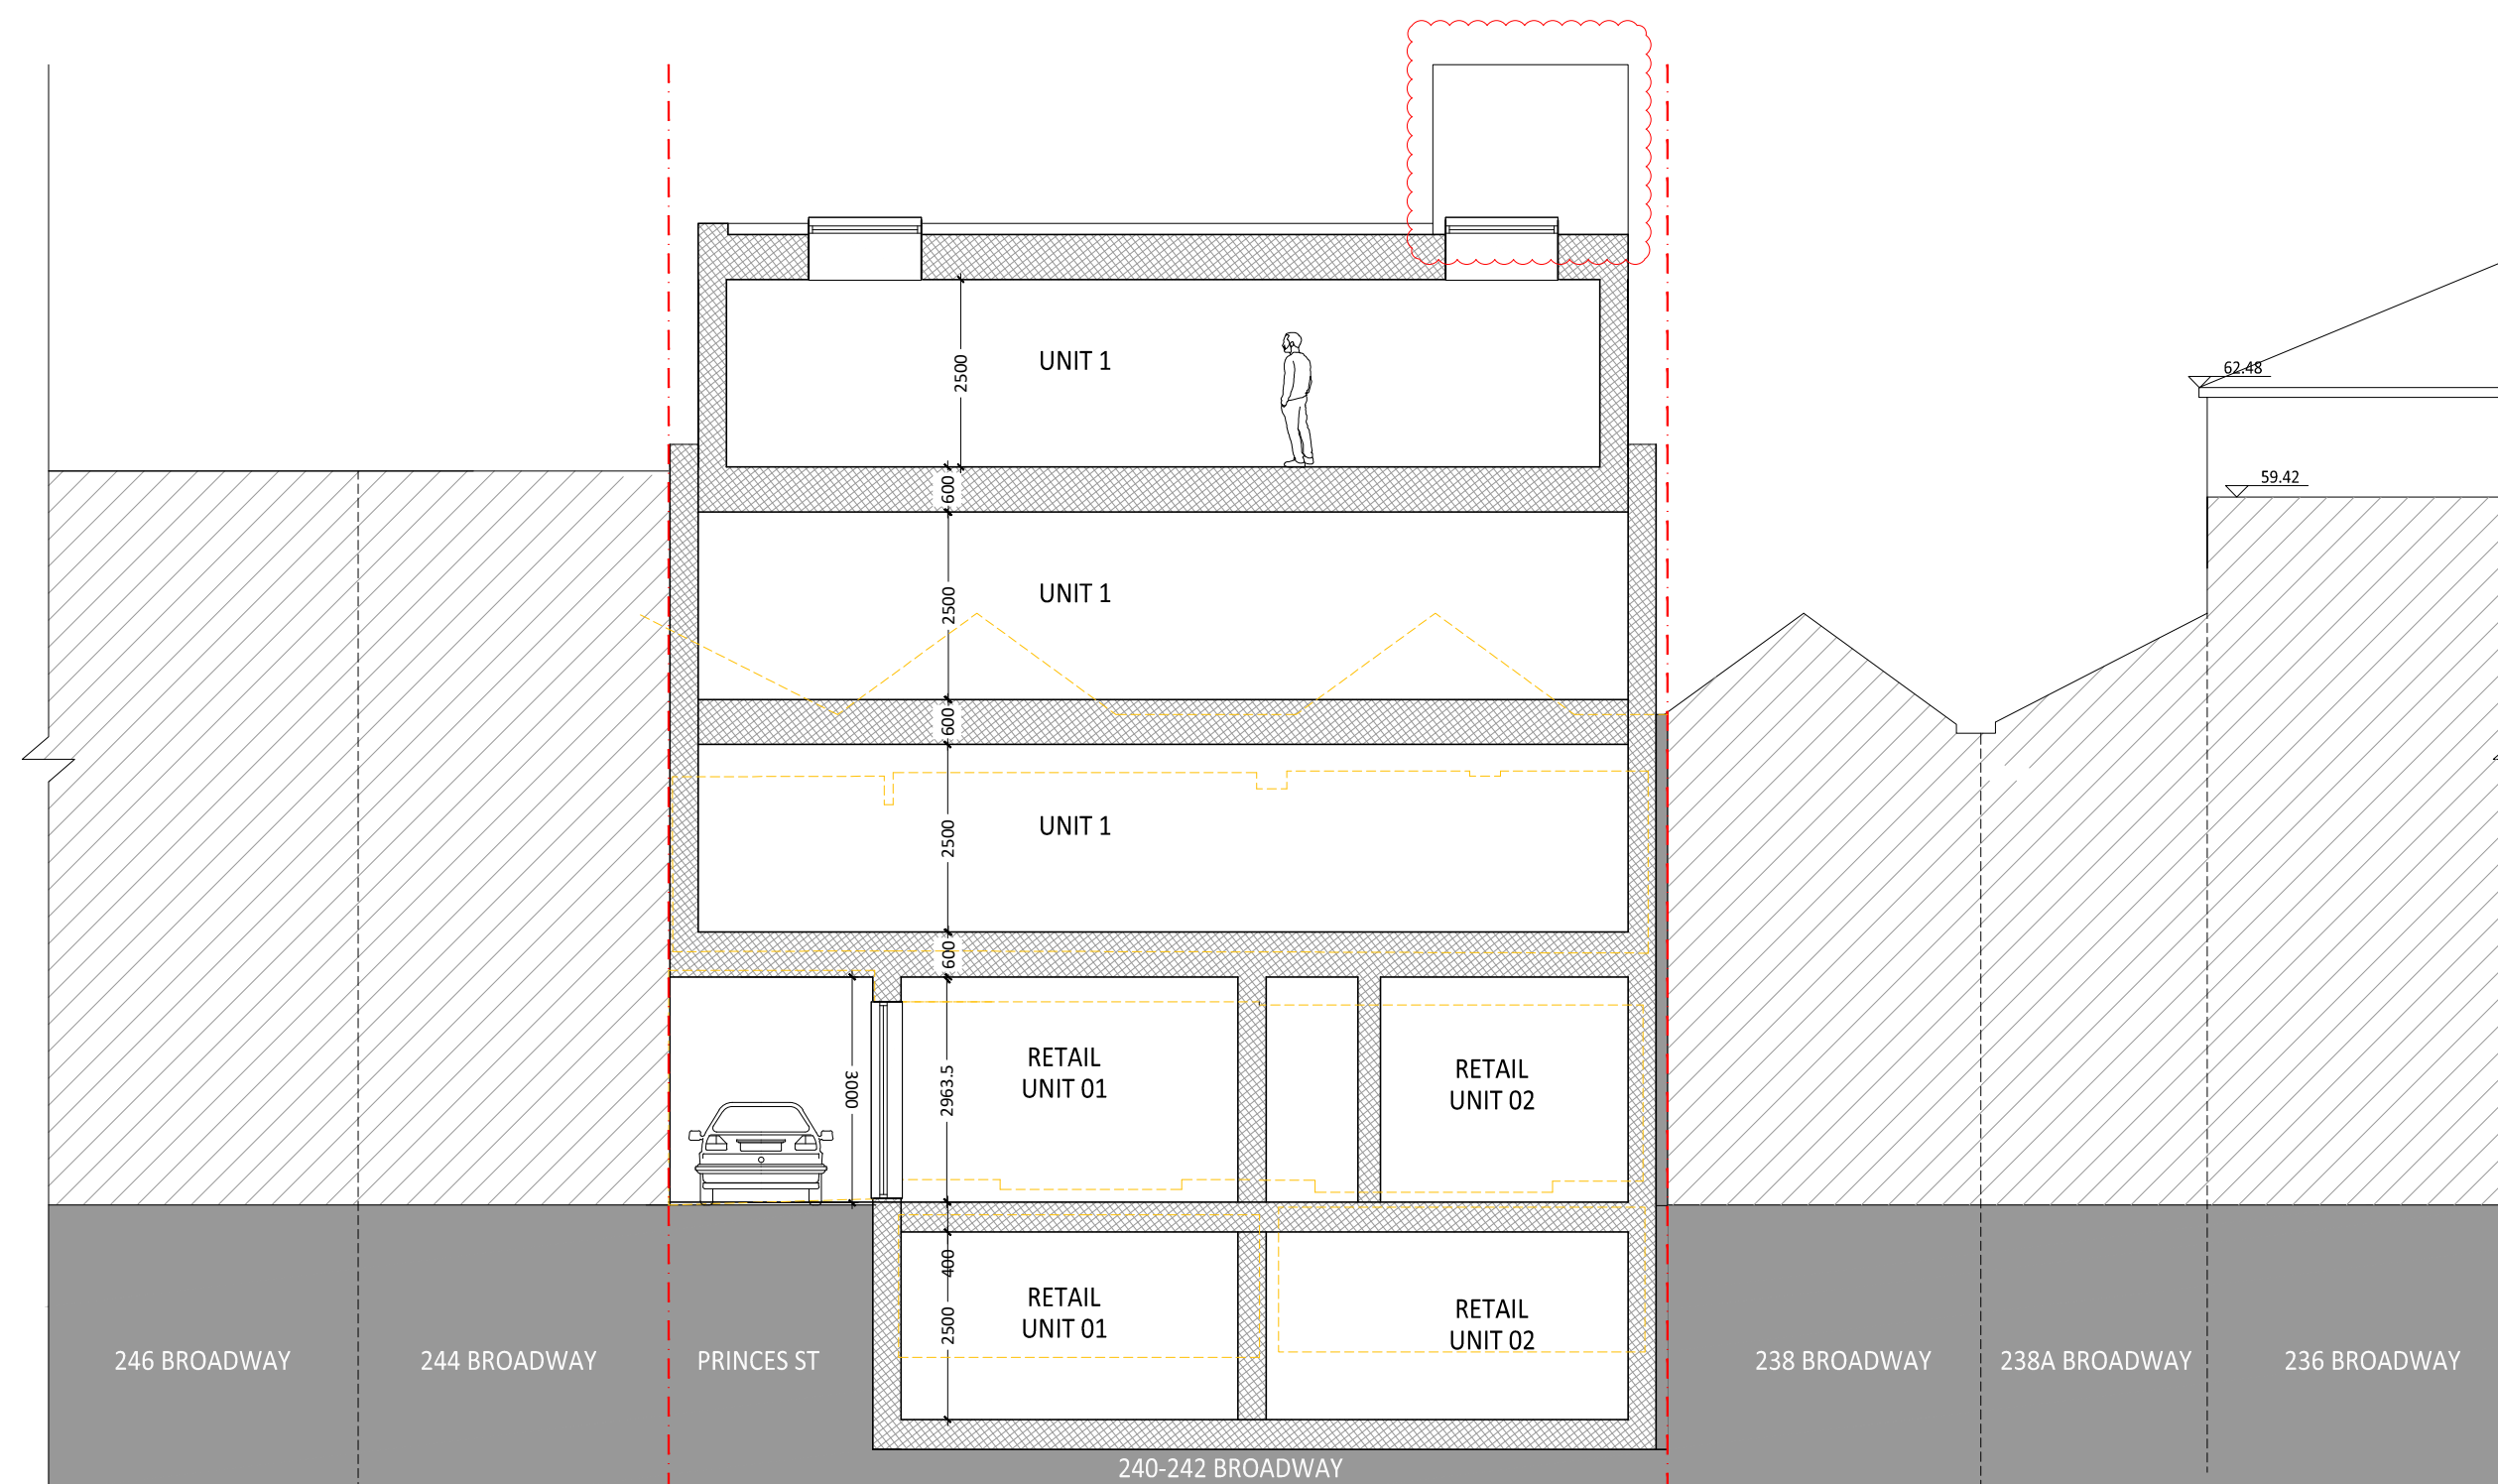 62.48
UNIT 1
2500
59.42
600
UNIT 1
2500
600
UNIT 1
2500
600
RETAIL
UNIT 01
RETAIL
UNIT 02
3000
2963.5
400
RETAIL
UNIT 01
RETAIL
UNIT 02
2500
246 BROADWAY
244 BROADWAY
PRINCES ST
238 BROADWAY
238A BROADWAY
236 BROADWAY
240-242 BROADWAY